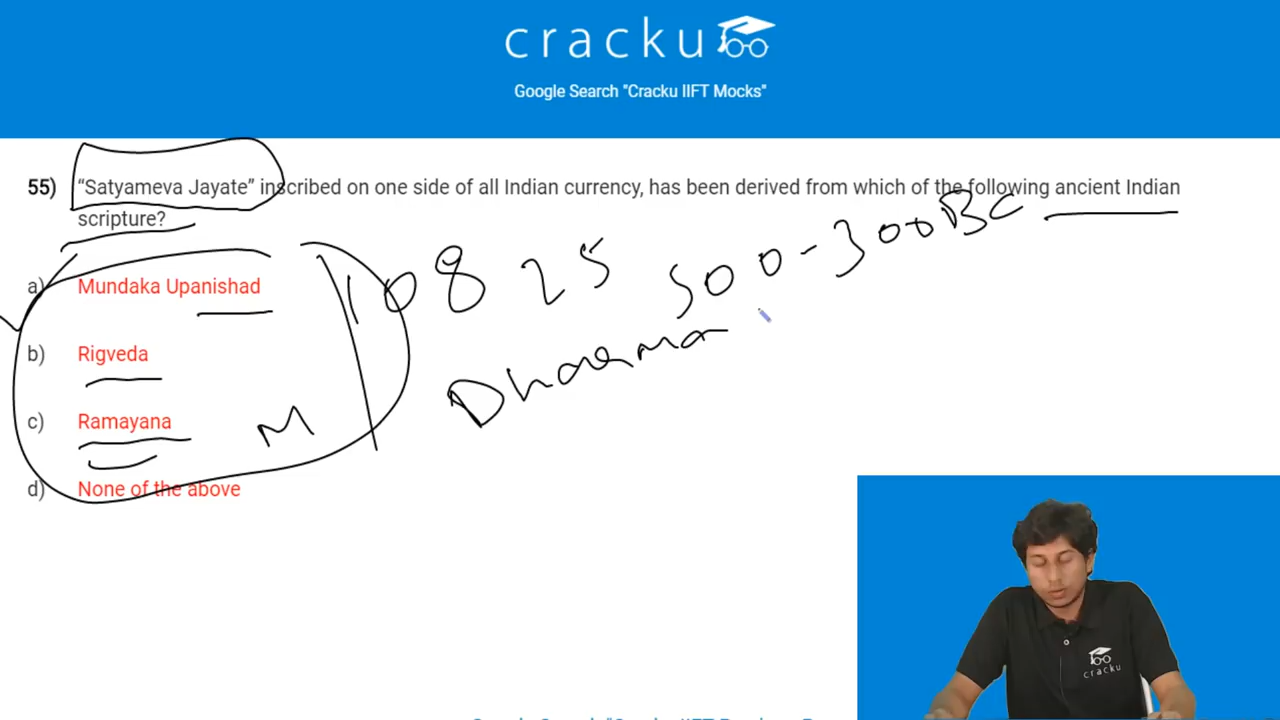 cracku
Google Search "Cracku IIFT Mocks"
55) "Satyameva Jayate" inscribed on one side of all Indian currency, has been derived from which of the following ancient Indian
scripture?
a) Mundaka Upanishad
108 25 500-300BC
b) Rigveda
Dharma
c) Ramayana M
d) None of the above
cracku